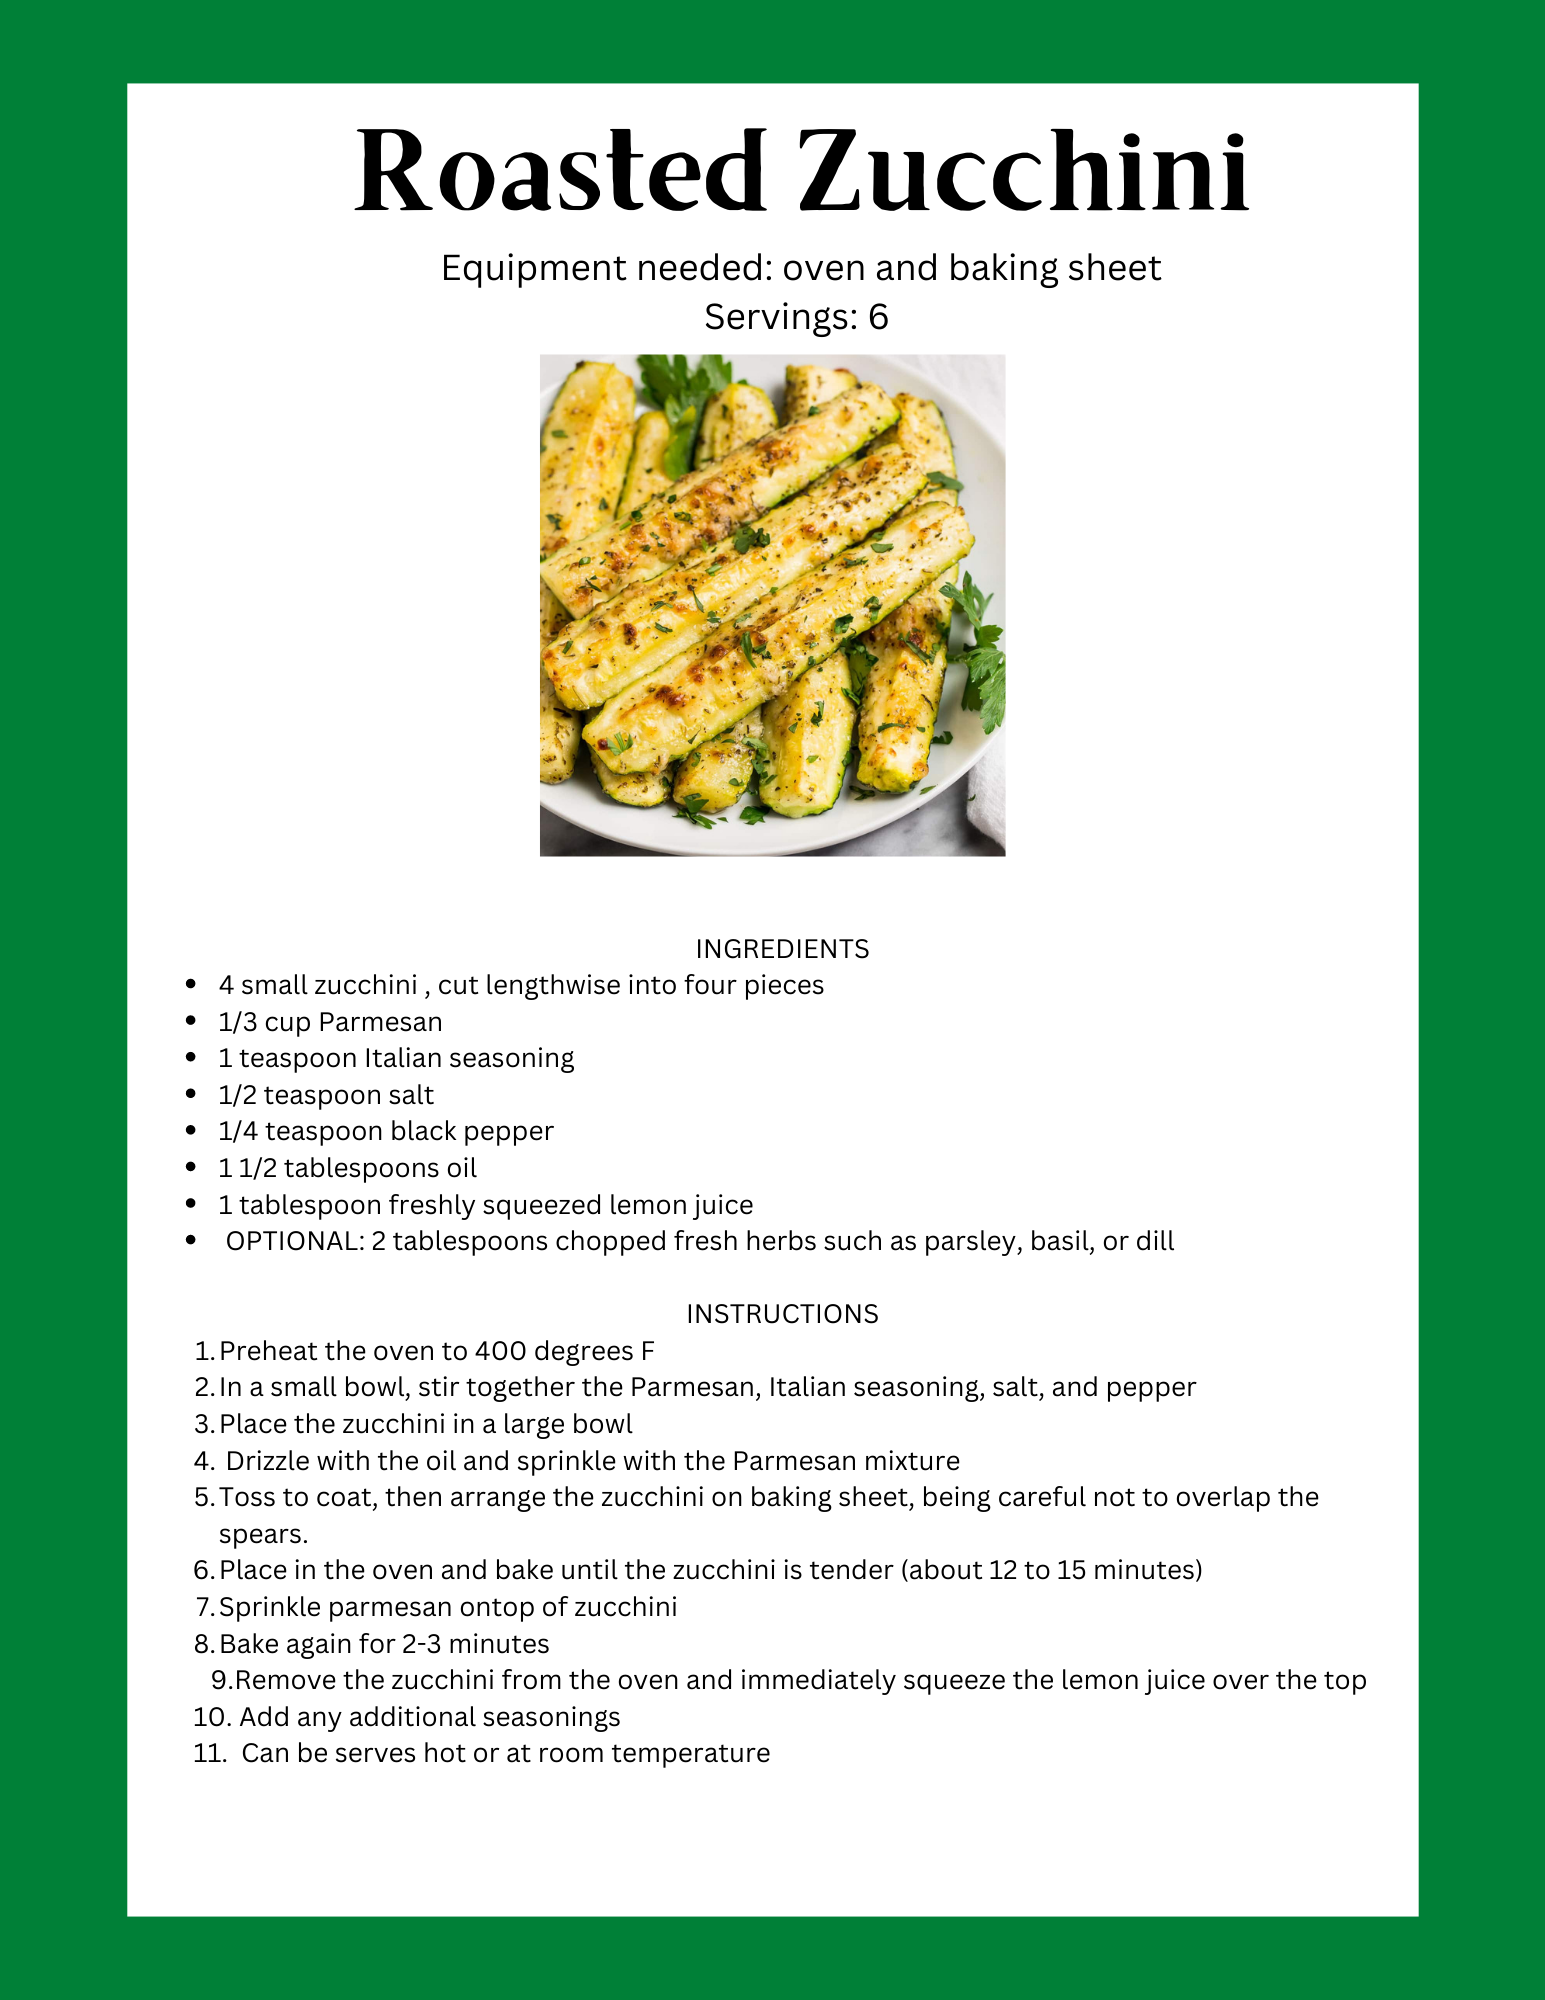 Roasted Zucchini
Equipment needed: oven and baking sheet
Servings: 6
INGREDIENTS
• 4 small zucchini , cut lengthwise into four pieces
• 1/3 cup Parmesan
• 1 teaspoon Italian seasoning
• 1/2 teaspoon salt
• 1/4 teaspoon black pepper
• 1 1/2 tablespoons oil
• 1 tablespoon freshly squeezed lemon juice
• OPTIONAL: 2 tablespoons chopped fresh herbs such as parsley, basil, or dill
INSTRUCTIONS
1. Preheat the oven to 400 degrees F
2. In a small bowl, stir together the Parmesan, Italian seasoning, salt, and pepper
3. Place the zucchini in a large bowl
4. Drizzle with the oil and sprinkle with the Parmesan mixture
5. Toss to coat, then arrange the zucchini on baking sheet, being careful not to overlap the
spears.
6. Place in the oven and bake until the zucchini is tender (about 12 to 15 minutes)
7. Sprinkle parmesan ontop of zucchini
8. Bake again for 2-3 minutes
9.Remove the zucchini from the oven and immediately squeeze the lemon juice over the top
10. Add any additional seasonings
11. Can be serves hot or at room temperature